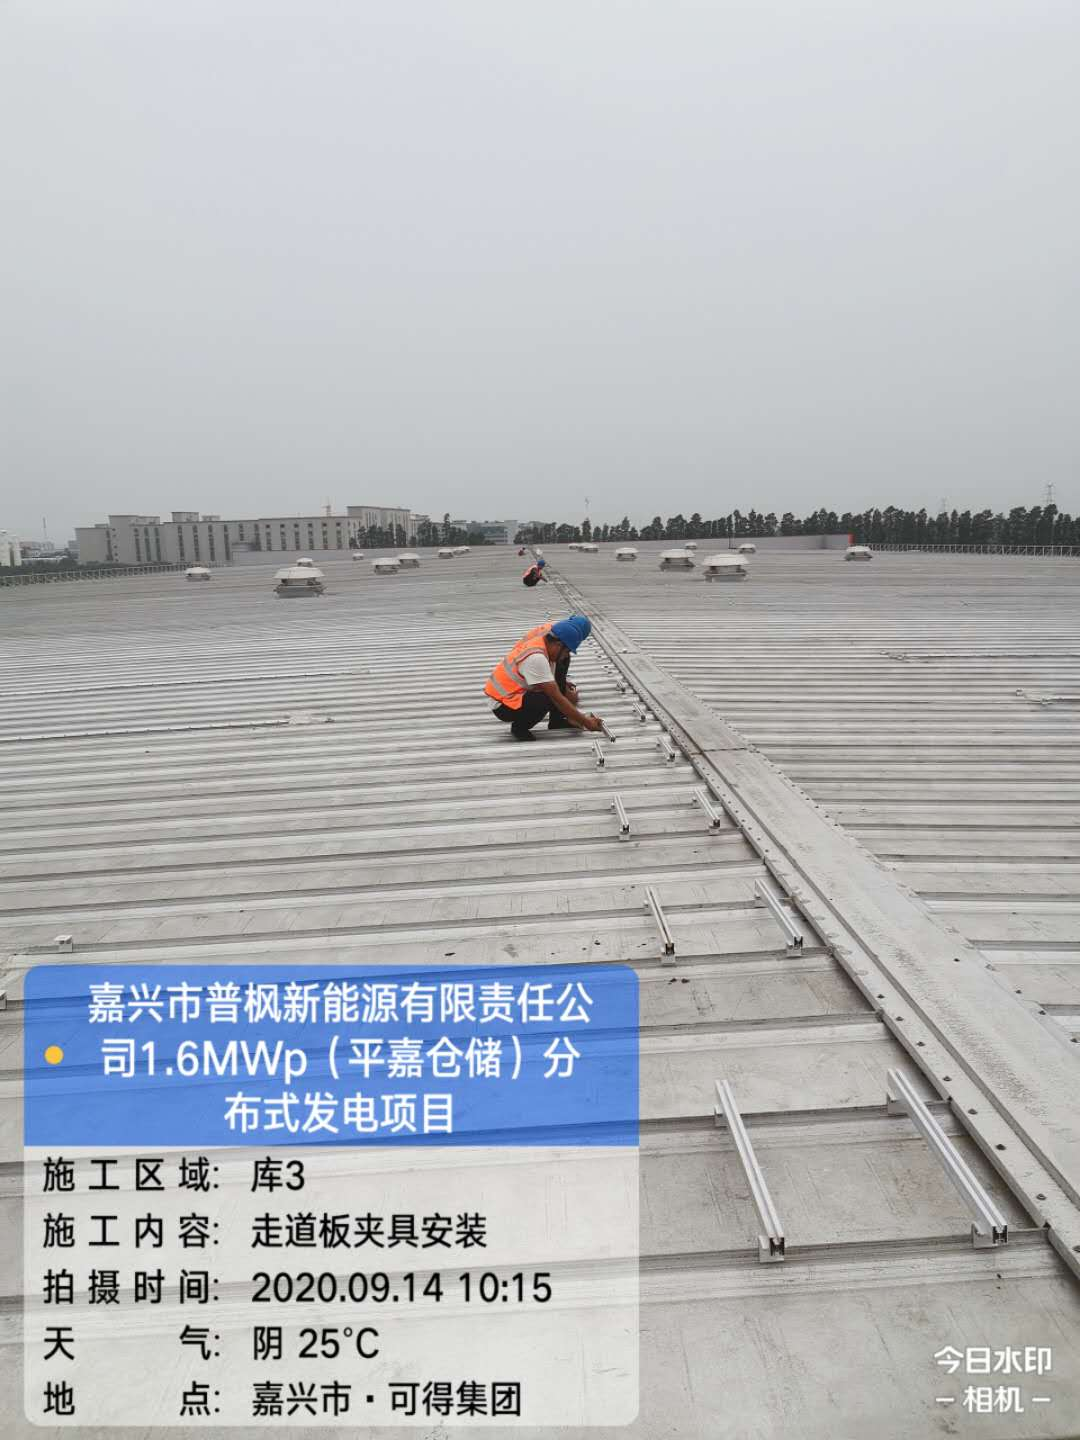 嘉兴市普枫新能源有限责任公
司1.6MWp（平嘉仓储）分
布式发电项目
施工区域: 库3
施工内容: 走道板夹具安装
拍摄时间: 2020.09.14 10:15
天气: 阴 25°C
地点: 嘉兴市·可得集团
今日水印
相机